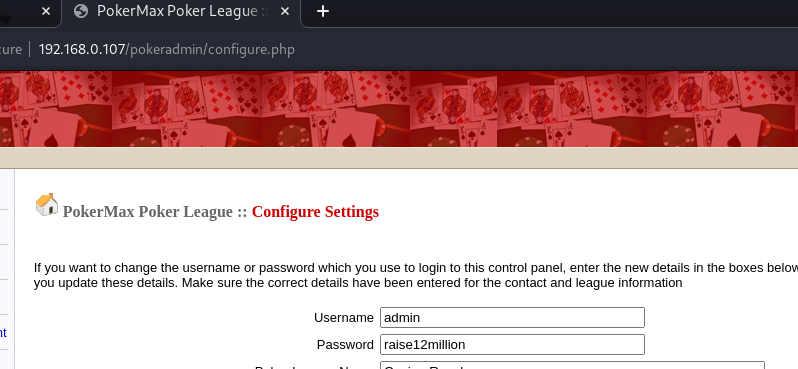 PokerMax Poker League ::
192.168.0.107/pokeradmin/configure.php
PokerMax Poker League :: Configure Settings
If you want to change the username or password which you use to login to this control panel, enter the new details in the boxes below
you update these details. Make sure the correct details have been entered for the contact and league information
Username admin
Password raise12million